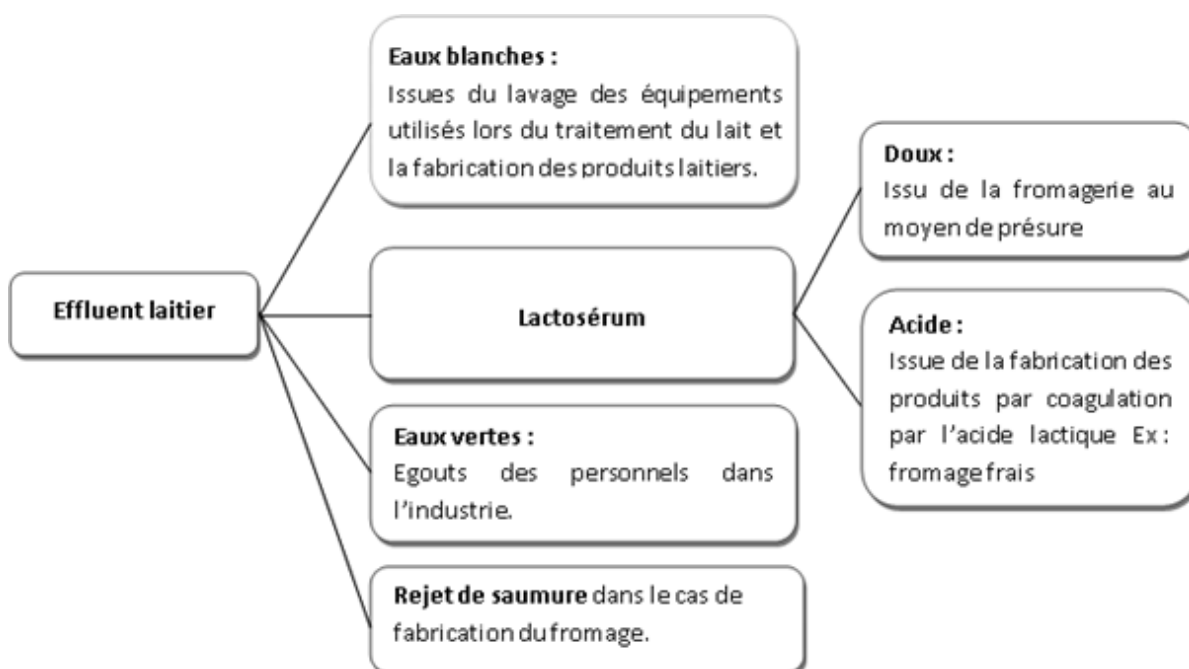 Effluent laitier
Eaux blanches :
Issues du lavage des équipements
utilisés lors du traitement du lait et
la fabrication des produits laitiers.
Lactosérum
Doux :
Issu de la fromagerie au
moyen de présure
Acide :
Issue de la fabrication des
produits par coagulation
par l'acide lactique Ex :
fromage frais
Eaux vertes :
Egouts des personnels dans
l'industrie.
Rejet de saumure dans le cas de
fabrication du fromage.